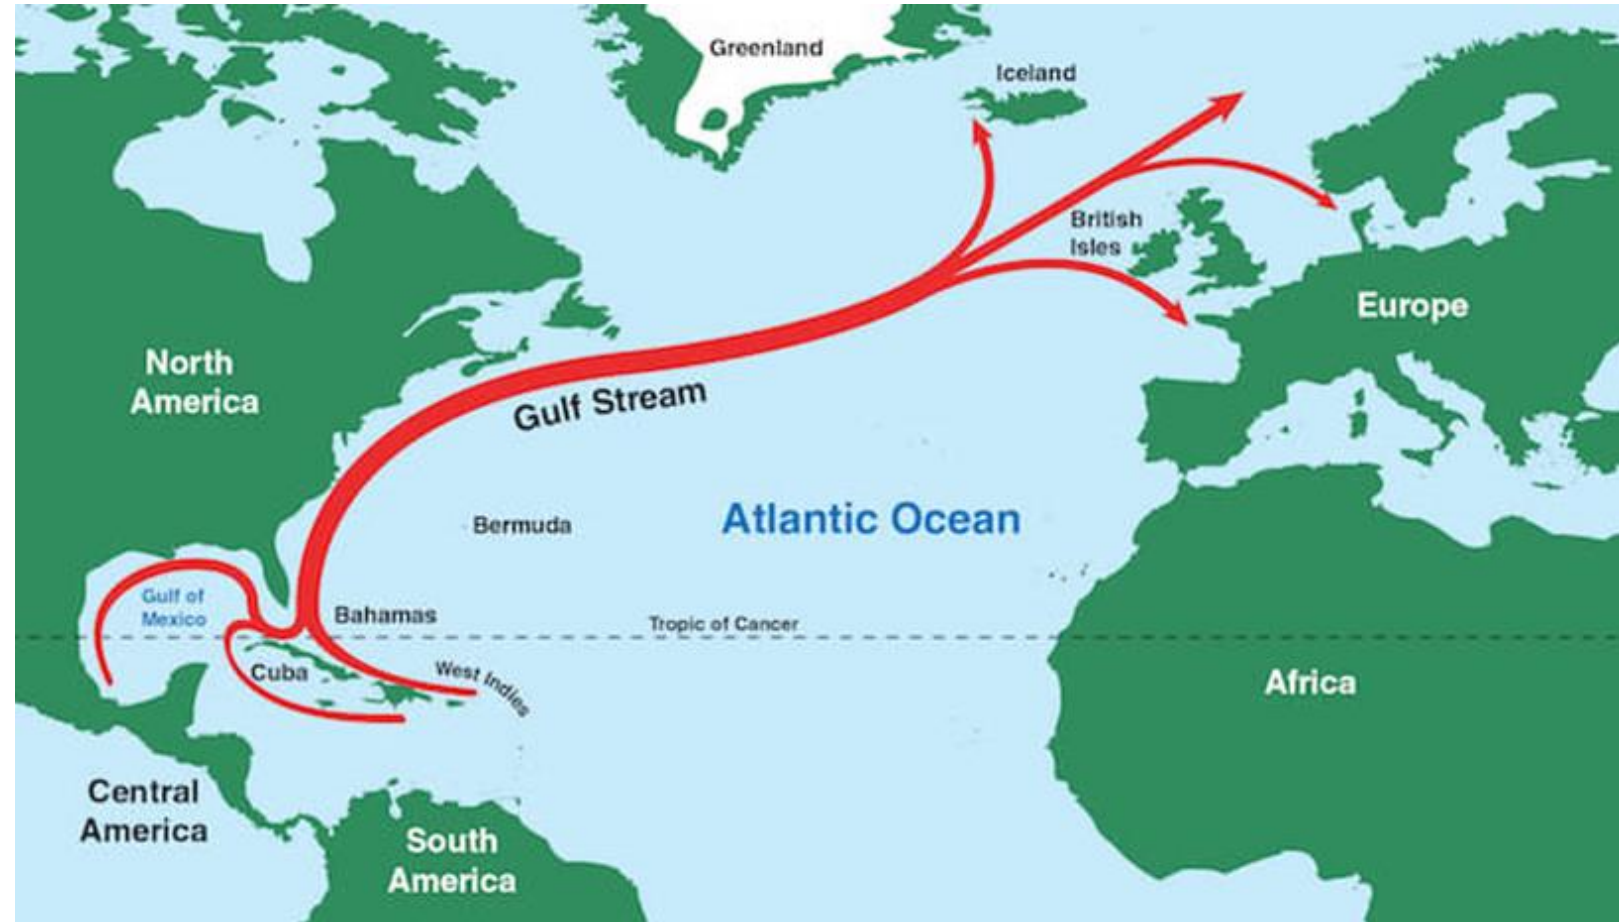 Greenland
Iceland
British
Isles
Europe
North
America
Gulf Stream
Atlantic Ocean
Bermuda
Gulf of
Mexico
Bahamas
Tropic of Cancer
Cuba
West Indies
Africa
Central
America
South
America